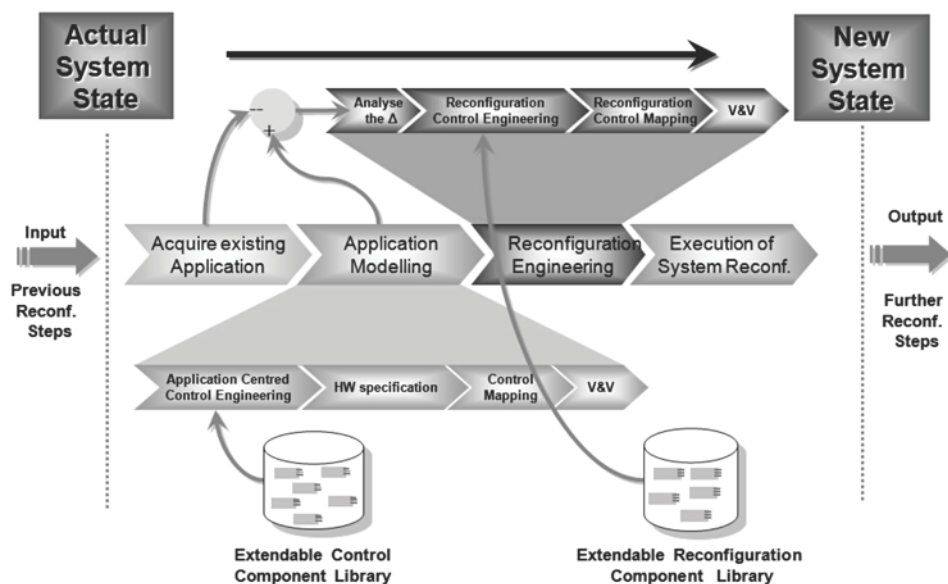 Actual
System
State
New
System
State
--
+
Analyse
the Δ
Reconfiguration
Control Engineering
Reconfiguration
Control Mapping
V&V
Input
Previous
Reconf.
Steps
Acquire existing
Application
Application
Modelling
Reconfiguration
Engineering
Execution of
System Reconf.
Output
Further
Reconf.
Steps
Application Centred
Control Engineering
HW specification
Control
Mapping
V&V
Extendable Control
Component Library
Extendable Reconfiguration
Component Library